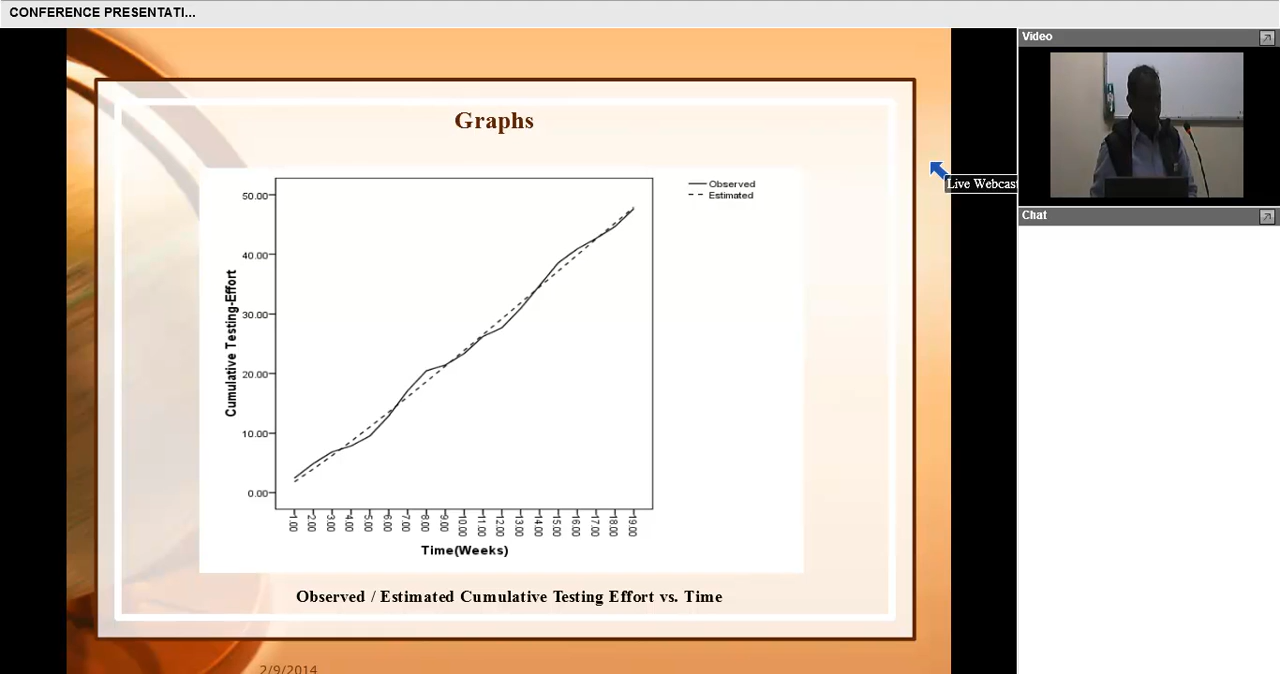 CONFERENCE PRESENTATI...
Graphs
Observed
Estimated
50.00
40.00
30.00
20.00
10.00
0.00
Cumulative Testing-Effort
1.00 2.00 3.00 4.00 5.00 6.00 7.00 8.00 9.00 10.00 11.00 12.00 13.00 14.00 15.00 16.00 17.00 18.00 19.00
Time(Weeks)
Observed / Estimated Cumulative Testing Effort vs. Time
2/9/2014
Live Webcast
Video
Chat